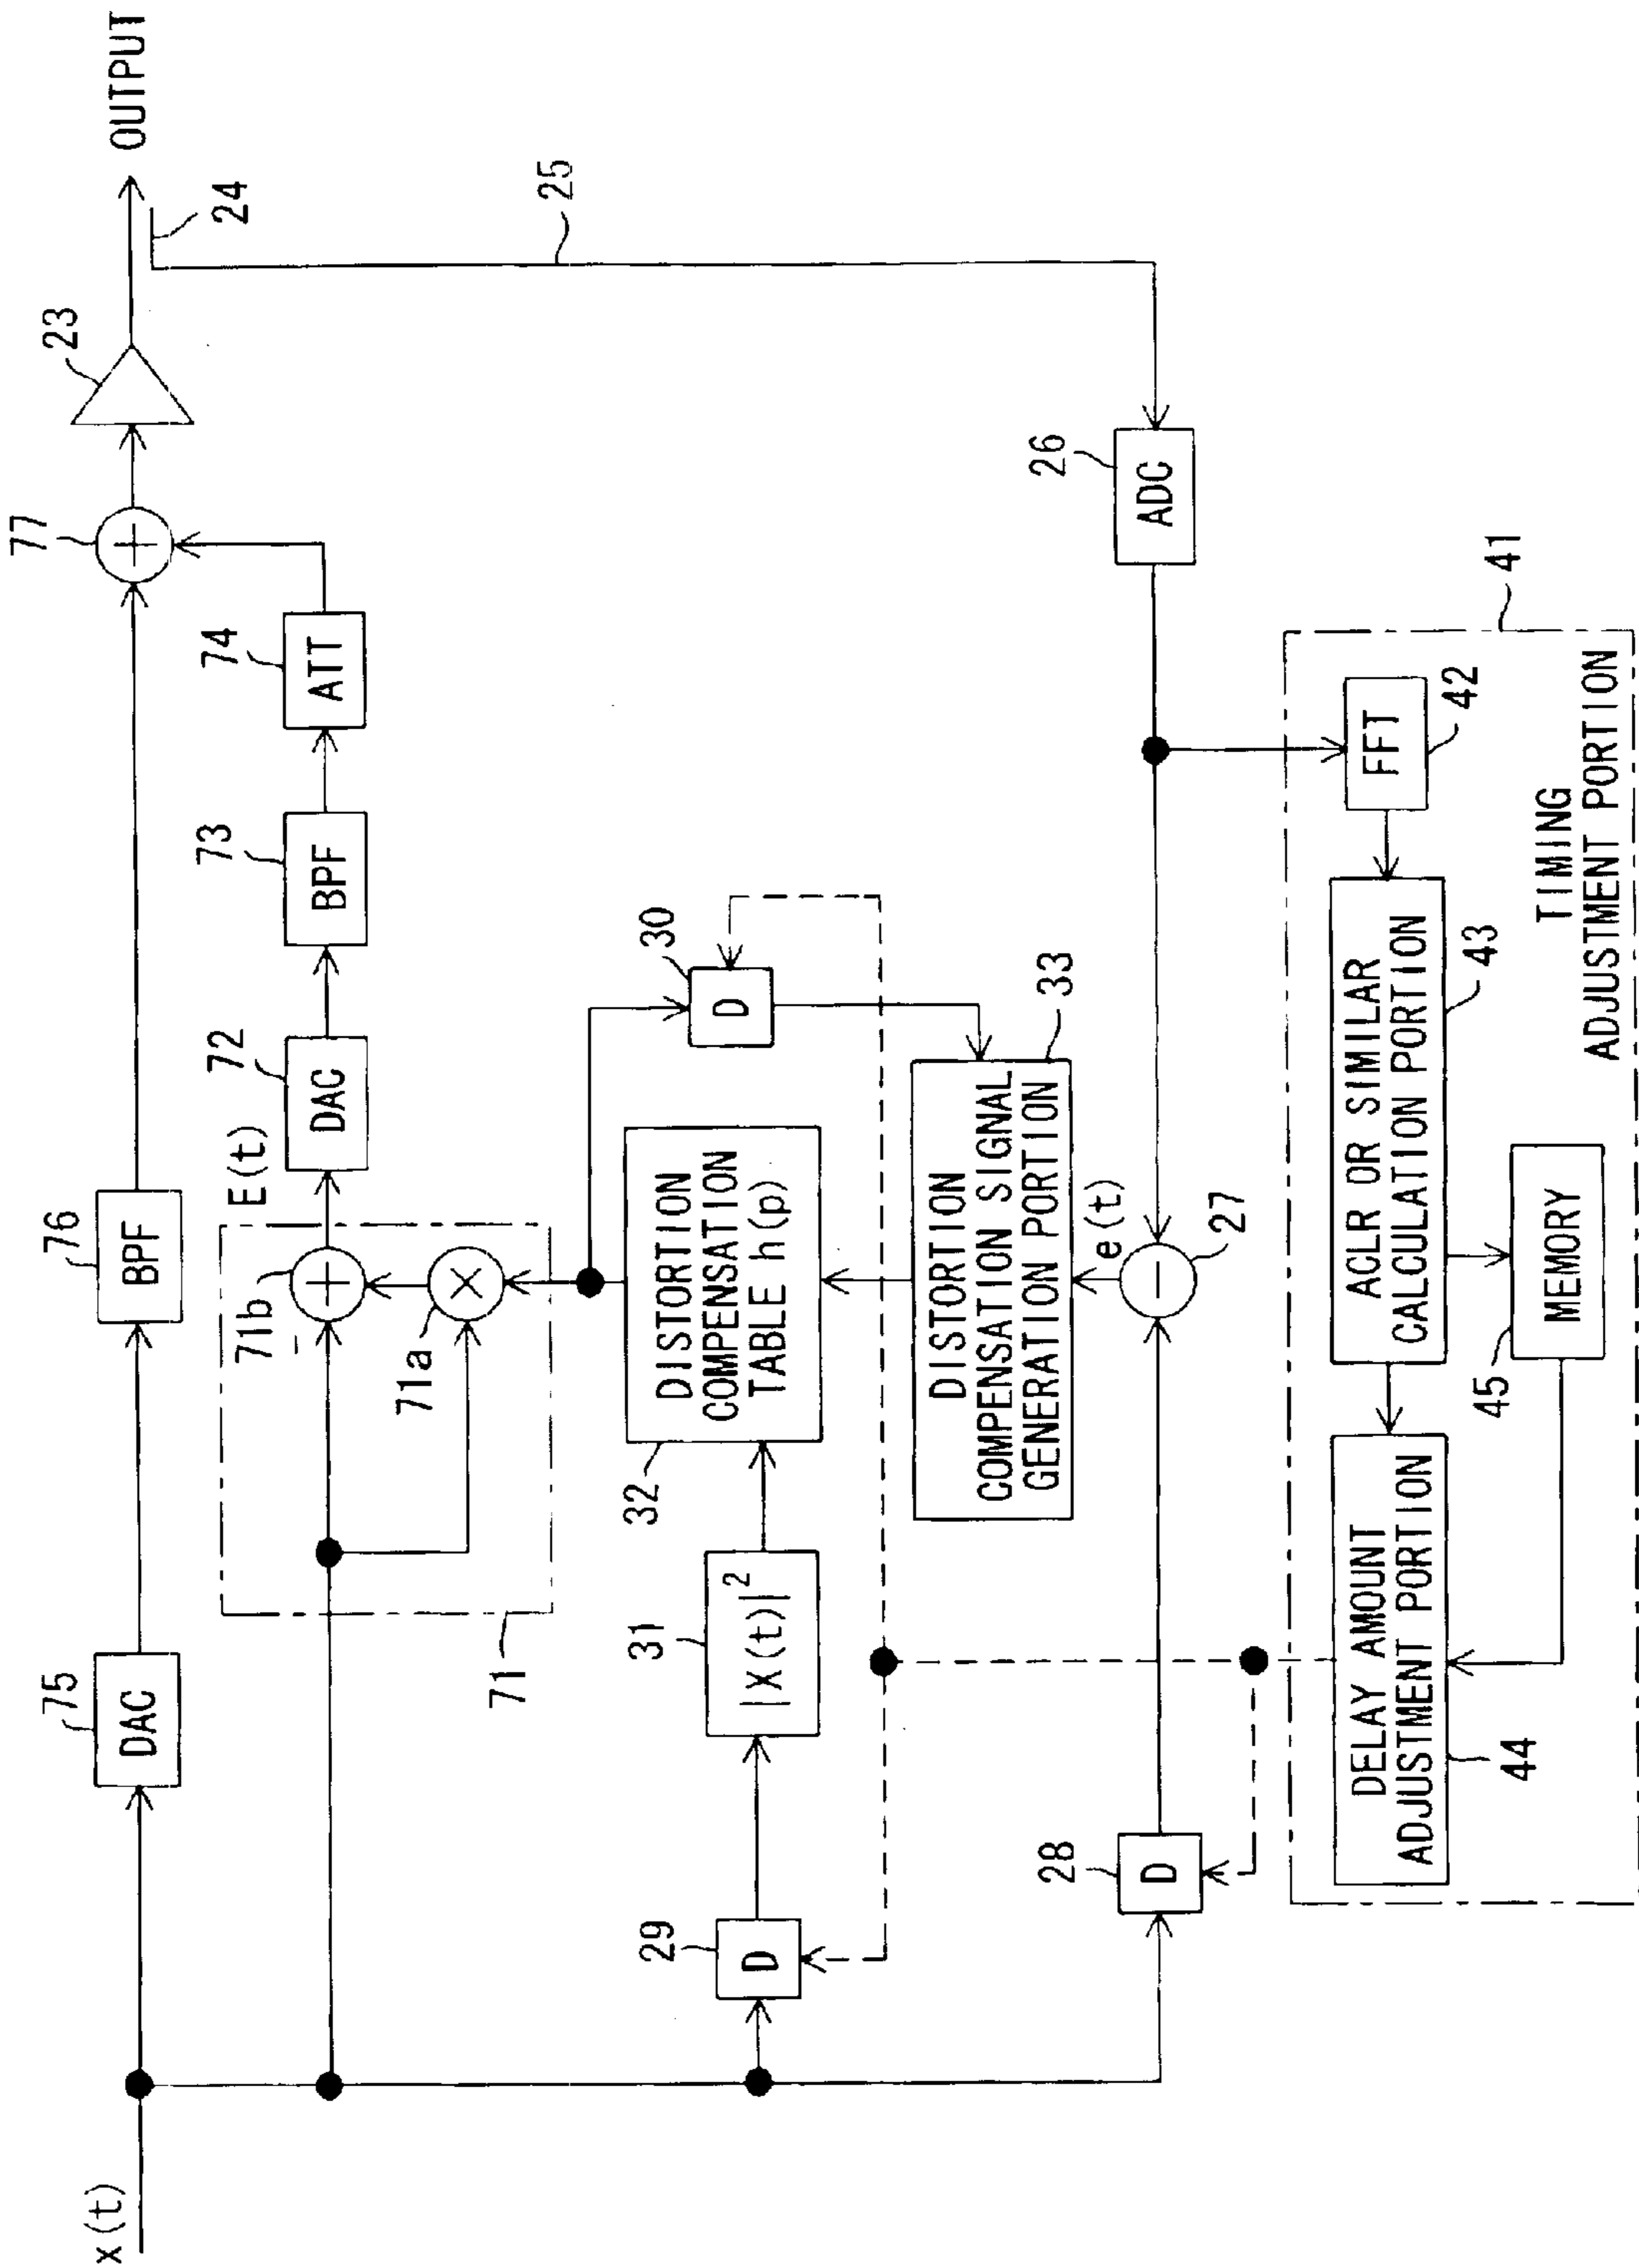 x(t)
75
DAC
76
BPF
77
23
OUTPUT
24
25
71
71b
71a
E(t)
72
DAC
73
BPF
74
ATT
29
D
31
|X(t)|²
32
DISTORTION
COMPENSATION
TABLE h(p)
30
D
33
DISTORTION
COMPENSATION SIGNAL
GENERATION PORTION
e(t)
28
D
27
26
ADC
41
TIMING
ADJUSTMENT PORTION
FFT
42
ACLR OR SIMILAR
CALCULATION PORTION
43
DELAY AMOUNT
ADJUSTMENT PORTION
44
45
MEMORY